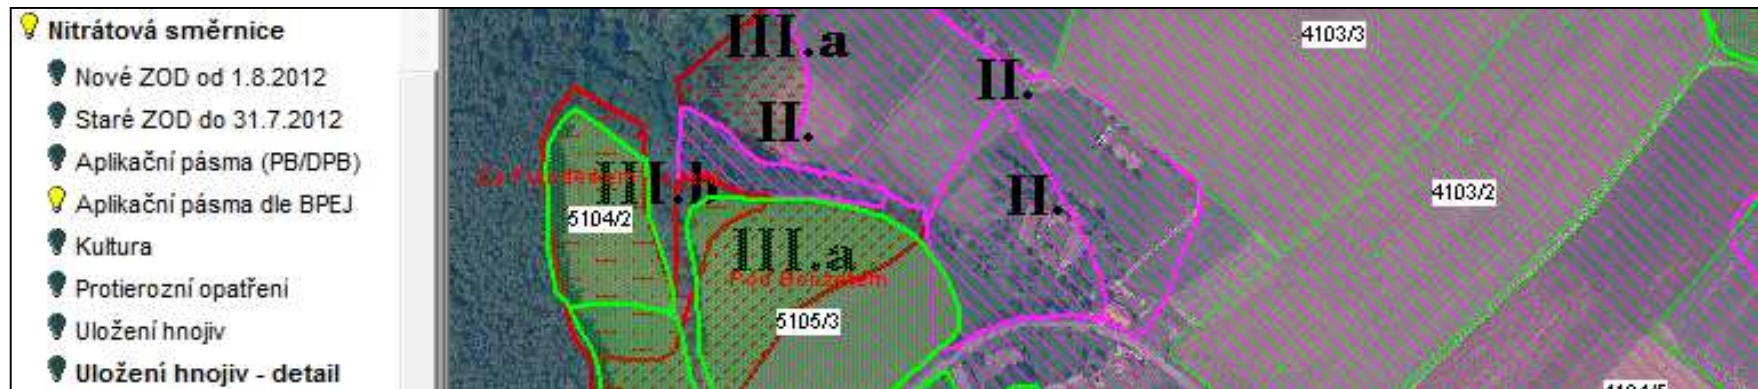 Nitrátová směrnice
Nové ZOD od 1.8.2012
Staré ZOD do 31.7.2012
Aplikační pásma (PB/DPB)
Aplikační pásma dle BPEJ
Kultura
Protierozní opatření
Uložení hnojiv
Uložení hnojiv - detail
III.a
4103/3
II.
II.
III.b
4103/2
II.
5104/2
III.a
Pod
5105/3